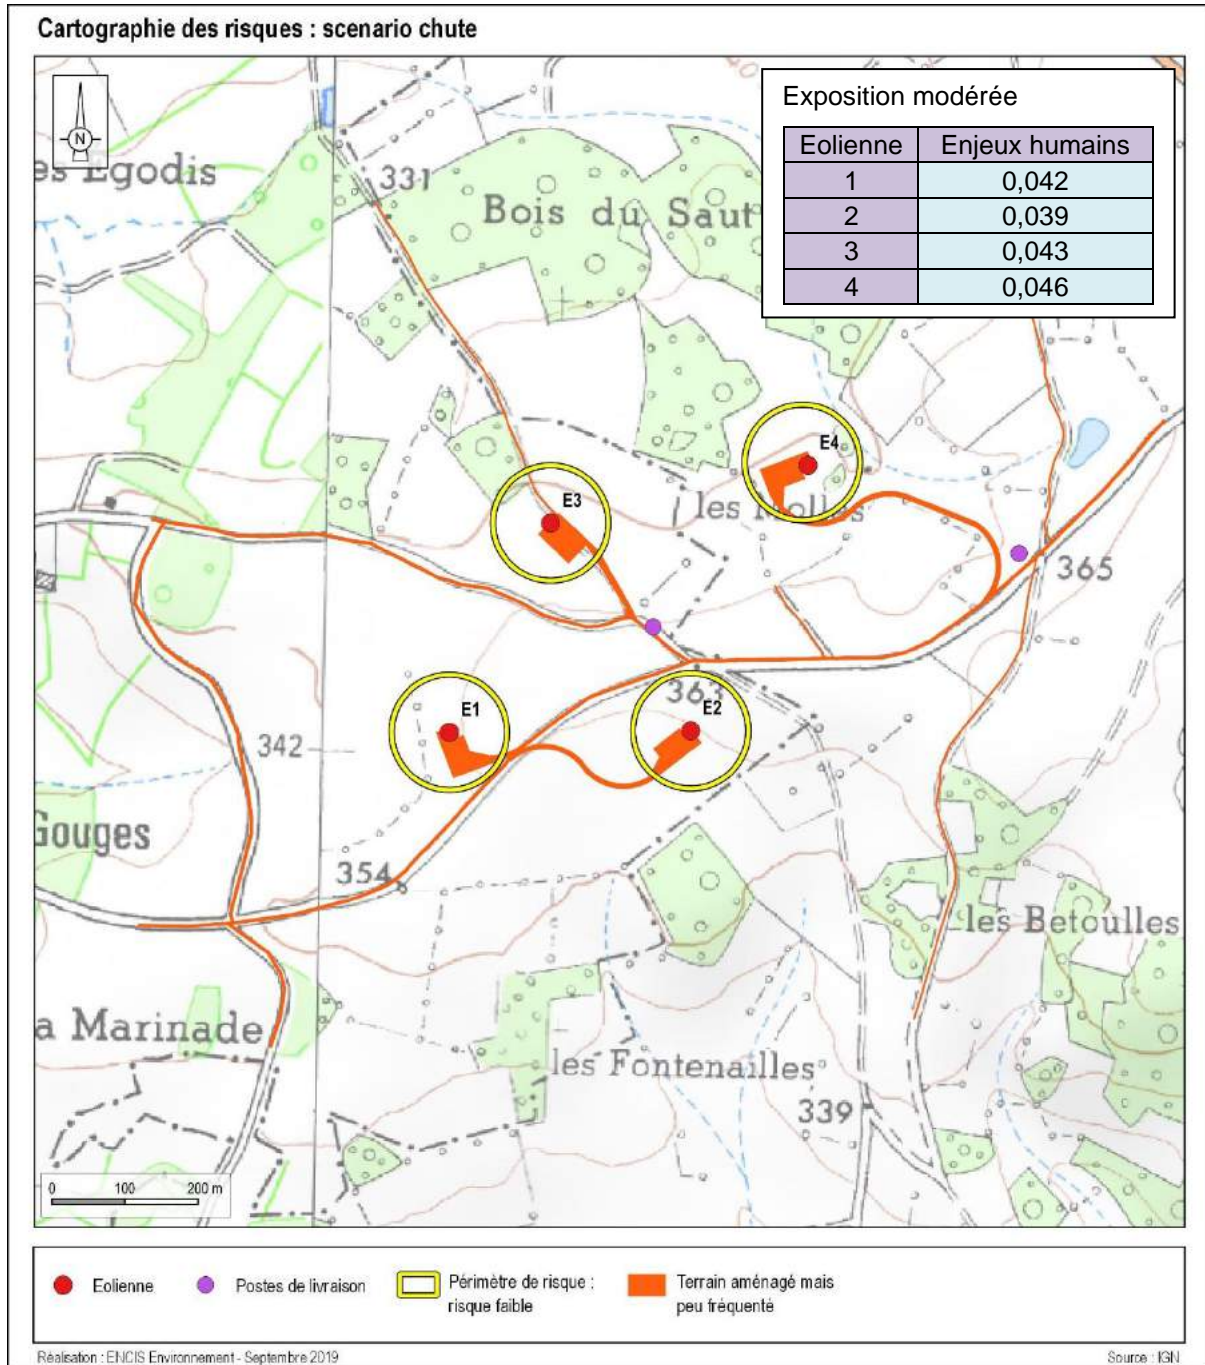 Cartographie des risques : scenario chute
N
Exposition modérée
Eolienne Enjeux humains
1 0,042
2 0,039
3 0,043
4 0,046
es Egodis
331
Bois du Saut
E4
E3
les Molles
365
363
E1
E2
342
Gouges
354
les Betoulles
a Marinade
les Fontenailles
339
0 100 200 m
Eolienne
Postes de livraison
Périmètre de risque :
risque faible
Terrain aménagé mais
peu fréquenté
Réalisation : ENCIS Environnement - Septembre 2019
Source : IGN